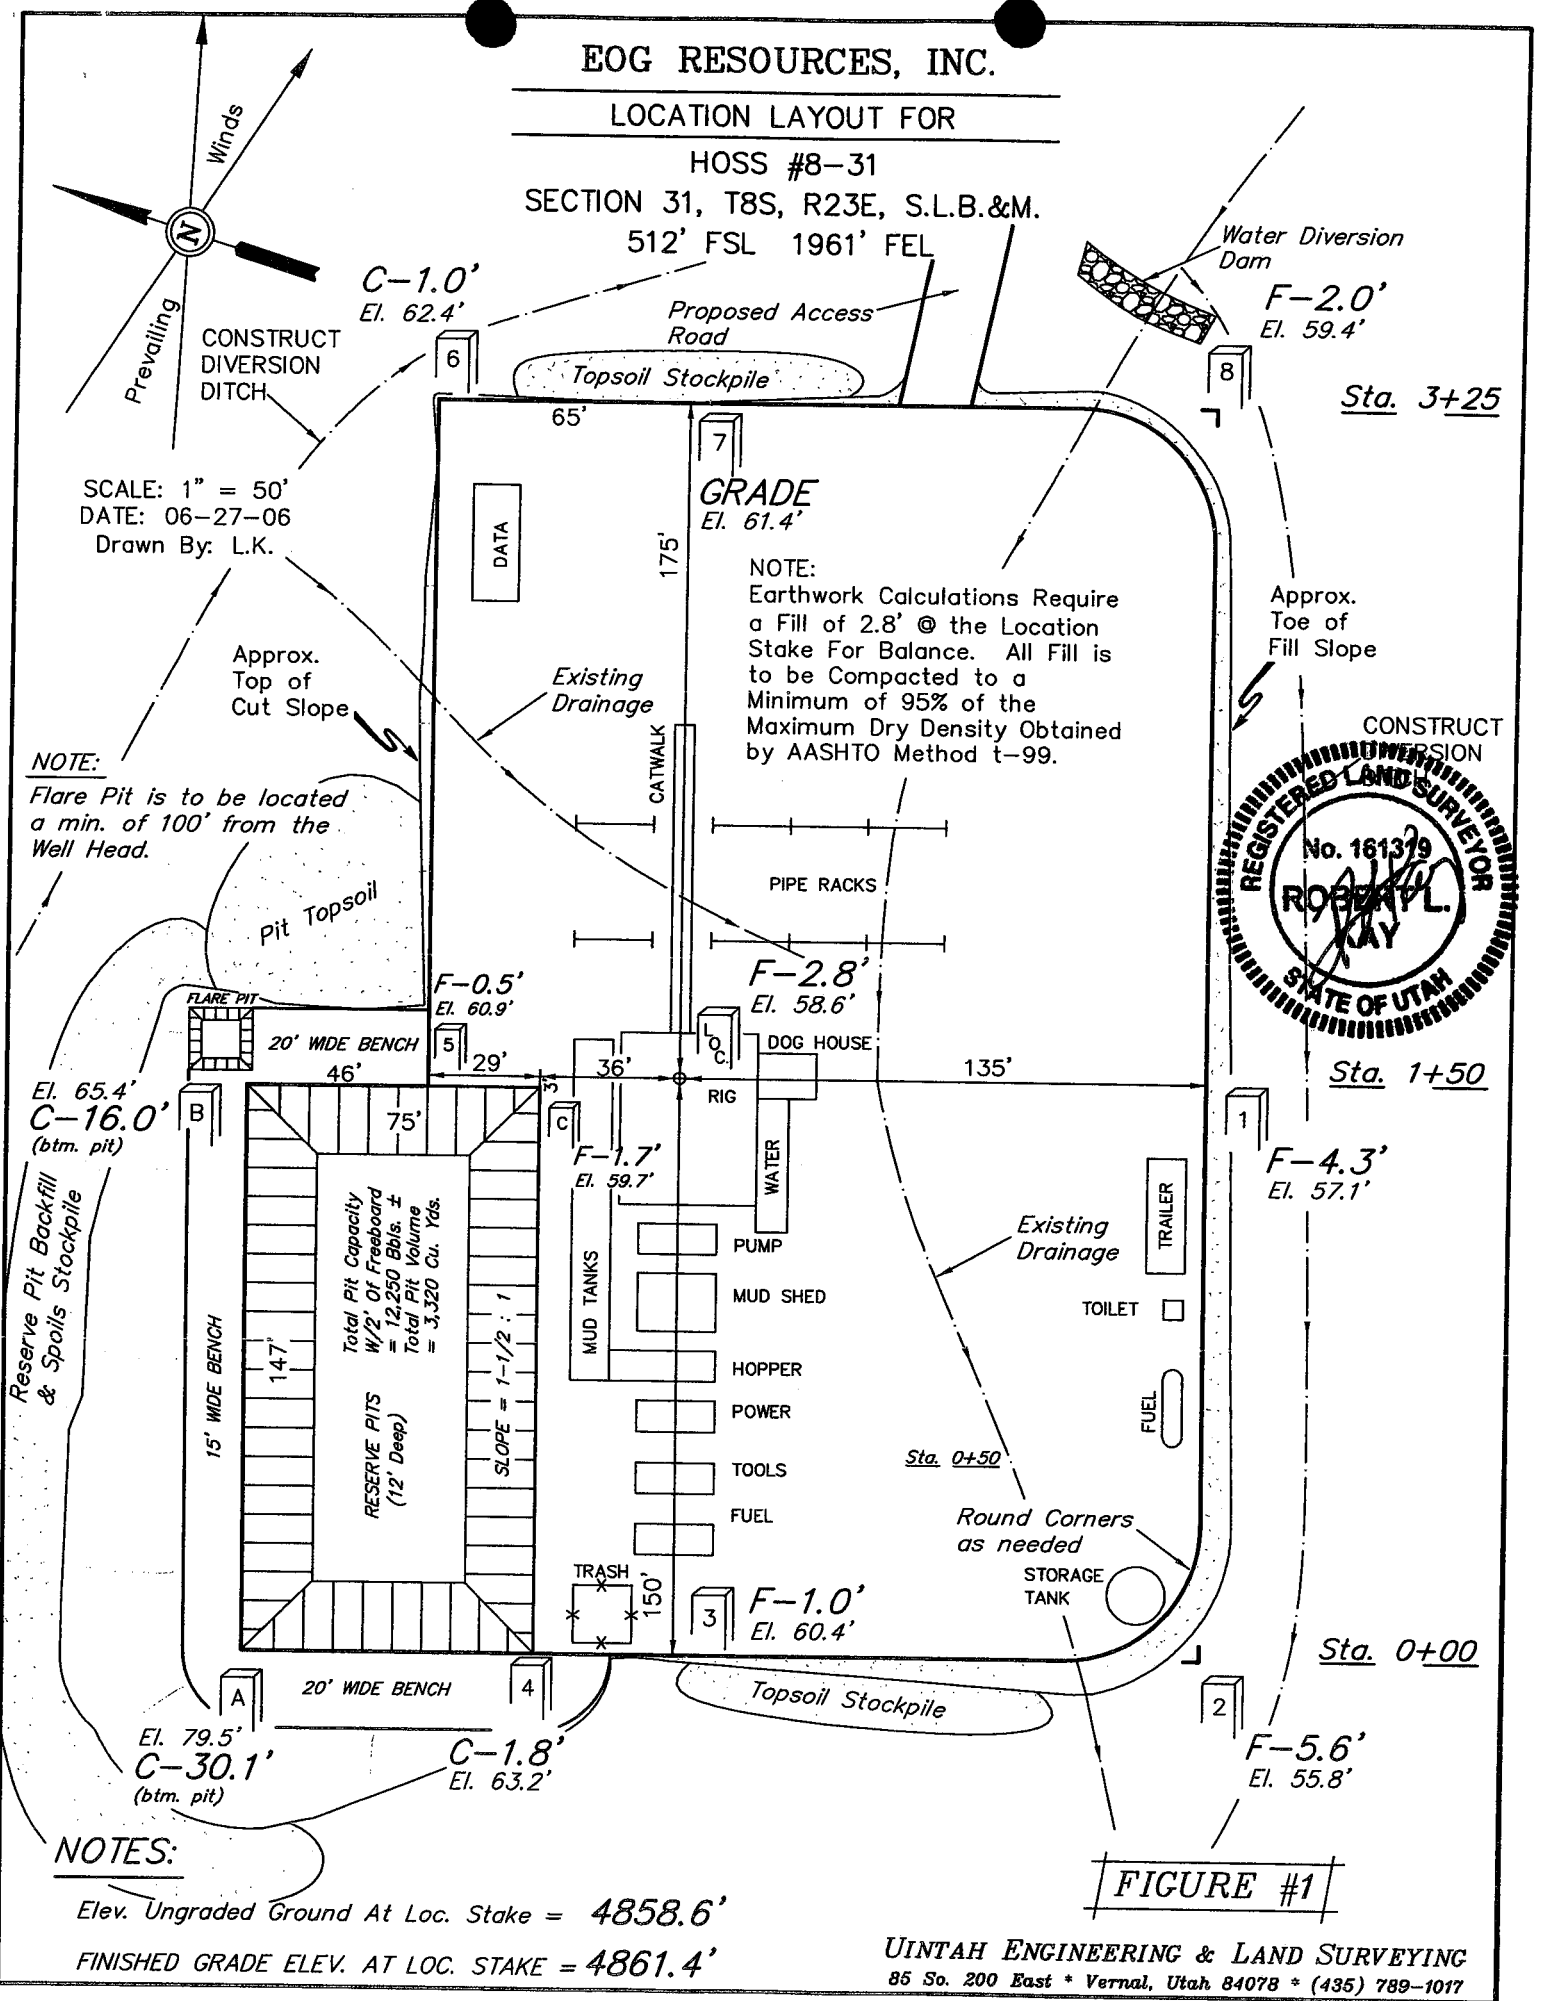 EOG RESOURCES, INC.
LOCATION LAYOUT FOR
HOSS #8-31
SECTION 31, T8S, R23E, S.L.B.&M.
512' FSL 1961' FEL
Winds
N
Prevailing
C-1.0'
El. 62.4'
CONSTRUCT
DIVERSION
DITCH
6
Proposed Access
Road
Topsoil Stockpile
Water Diversion
Dam
F-2.0'
El. 59.4'
8
Sta. 3+25
65'
7
GRADE
El. 61.4'
175'
DATA
SCALE: 1" = 50'
DATE: 06-27-06
Drawn By: L.K.
NOTE:
Earthwork Calculations Require
a Fill of 2.8' @ the Location
Stake For Balance. All Fill is
to be Compacted to a
Minimum of 95% of the
Maximum Dry Density Obtained
by AASHTO Method t-99.
Approx.
Toe of
Fill Slope
Approx.
Top of
Cut Slope
Existing
Drainage
CATWALK
CONSTRUCT
DIVERSION
DITCH
REGISTERED LAND SURVEYOR
No. 161319
ROBERT L.
KAY
STATE OF UTAH
NOTE:
Flare Pit is to be located
a min. of 100' from the
Well Head.
Pit Topsoil
PIPE RACKS
F-0.5'
El. 60.9'
5
F-2.8'
El. 58.6'
LOC.
DOG HOUSE
FLARE PIT
20' WIDE BENCH
46'
29'
36'
3'
135'
RIG
Sta. 1+50
El. 65.4'
C-16.0'
(btm. pit)
B
75'
C
F-1.7'
El. 59.7'
WATER
1
F-4.3'
El. 57.1'
TRAILER
Reserve Pit Backfill
& Spoils Stockpile
15' WIDE BENCH
147'
Total Pit Capacity
W/2' Of Freeboard
= 12,250 Bbls. ±
Total Pit Volume
= 3,320 Cu. Yds.
RESERVE PITS
(12' Deep)
SLOPE = 1-1/2 : 1
MUD TANKS
PUMP
MUD SHED
HOPPER
POWER
TOOLS
FUEL
Existing
Drainage
TOILET
FUEL
Sta. 0+50
Round Corners
as needed
STORAGE
TANK
TRASH
150'
3
F-1.0'
El. 60.4'
Sta. 0+00
A
20' WIDE BENCH
4
Topsoil Stockpile
2
El. 79.5'
C-30.1'
(btm. pit)
C-1.8'
El. 63.2'
F-5.6'
El. 55.8'
NOTES:
Elev. Ungraded Ground At Loc. Stake = 4858.6'
FINISHED GRADE ELEV. AT LOC. STAKE = 4861.4'
FIGURE #1
UINTAH ENGINEERING & LAND SURVEYING
85 So. 200 East * Vernal, Utah 84078 * (435) 789-1017